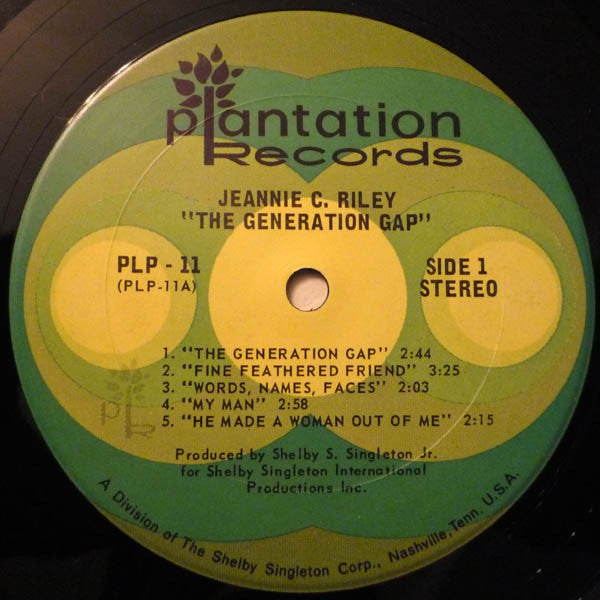 plantation
Records
JEANNIE C. RILEY
"THE GENERATION GAP"
PLP - 11
(PLP-11A)
SIDE 1
STEREO
1. "THE GENERATION GAP" 2:44
2. "FINE FEATHERED FRIEND" 3:25
3. "WORDS, NAMES, FACES" 2:03
4. "MY MAN" 2:58
5. "HE MADE A WOMAN OUT OF ME" 2:15
Produced by Shelby S. Singleton Jr.
for Shelby Singleton International
Productions Inc.
PLR
A Division of The Shelby Singleton Corp., Nashville, Tenn. U.S.A.